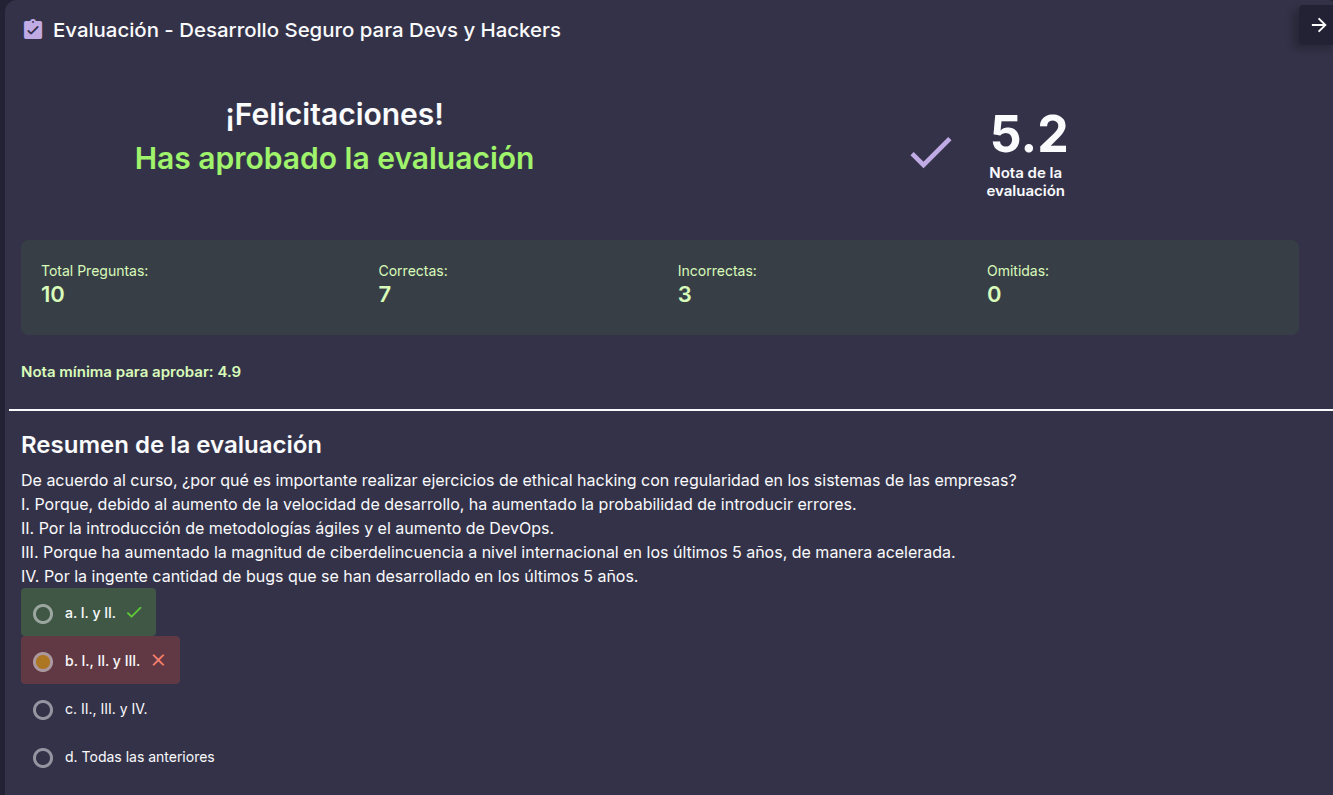 Evaluación - Desarrollo Seguro para Devs y Hackers
¡Felicitaciones!
Has aprobado la evaluación
5.2
Nota de la
evaluación
Total Preguntas:
10
Correctas:
7
Incorrectas:
3
Omitidas:
0
Nota mínima para aprobar: 4.9
Resumen de la evaluación
De acuerdo al curso, ¿por qué es importante realizar ejercicios de ethical hacking con regularidad en los sistemas de las empresas?
I. Porque, debido al aumento de la velocidad de desarrollo, ha aumentado la probabilidad de introducir errores.
II. Por la introducción de metodologías ágiles y el aumento de DevOps.
III. Porque ha aumentado la magnitud de ciberdelincuencia a nivel internacional en los últimos 5 años, de manera acelerada.
IV. Por la ingente cantidad de bugs que se han desarrollado en los últimos 5 años.
a. I. y II.
b. I., II. y III.
c. II., III. y IV.
d. Todas las anteriores